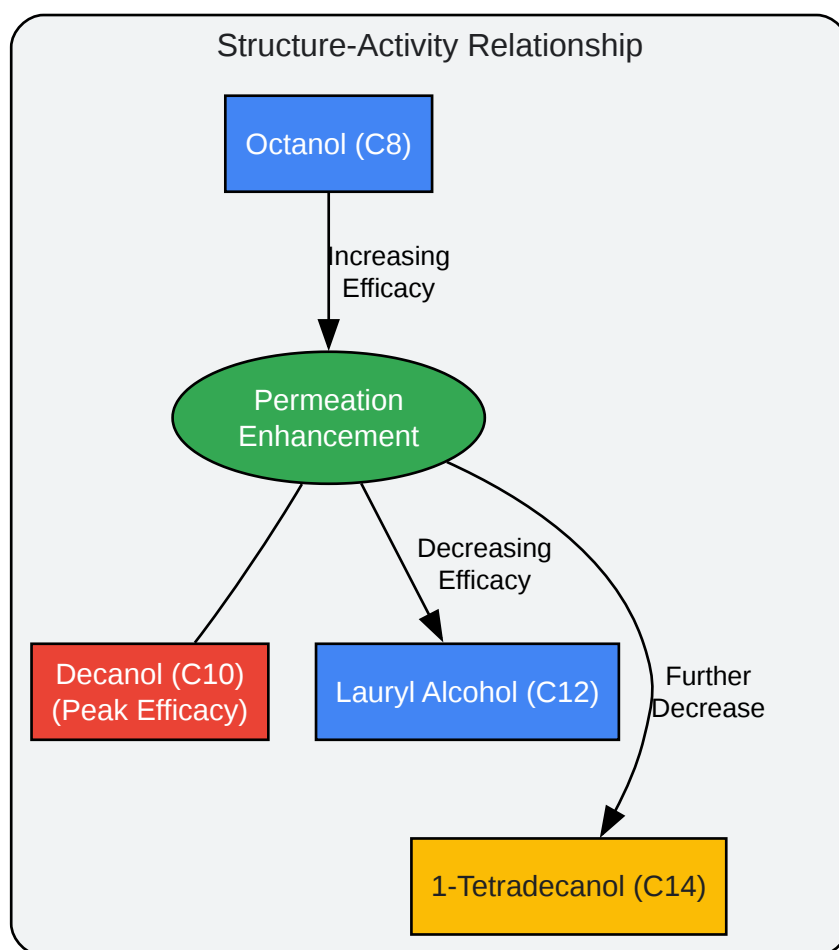 Structure-Activity Relationship
Octanol (C8)
Increasing
Efficacy
Permeation
Enhancement
Decreasing
Efficacy
Decanol (C10)
(Peak Efficacy)
Lauryl Alcohol (C12)
Further
Decrease
1-Tetradecanol (C14)